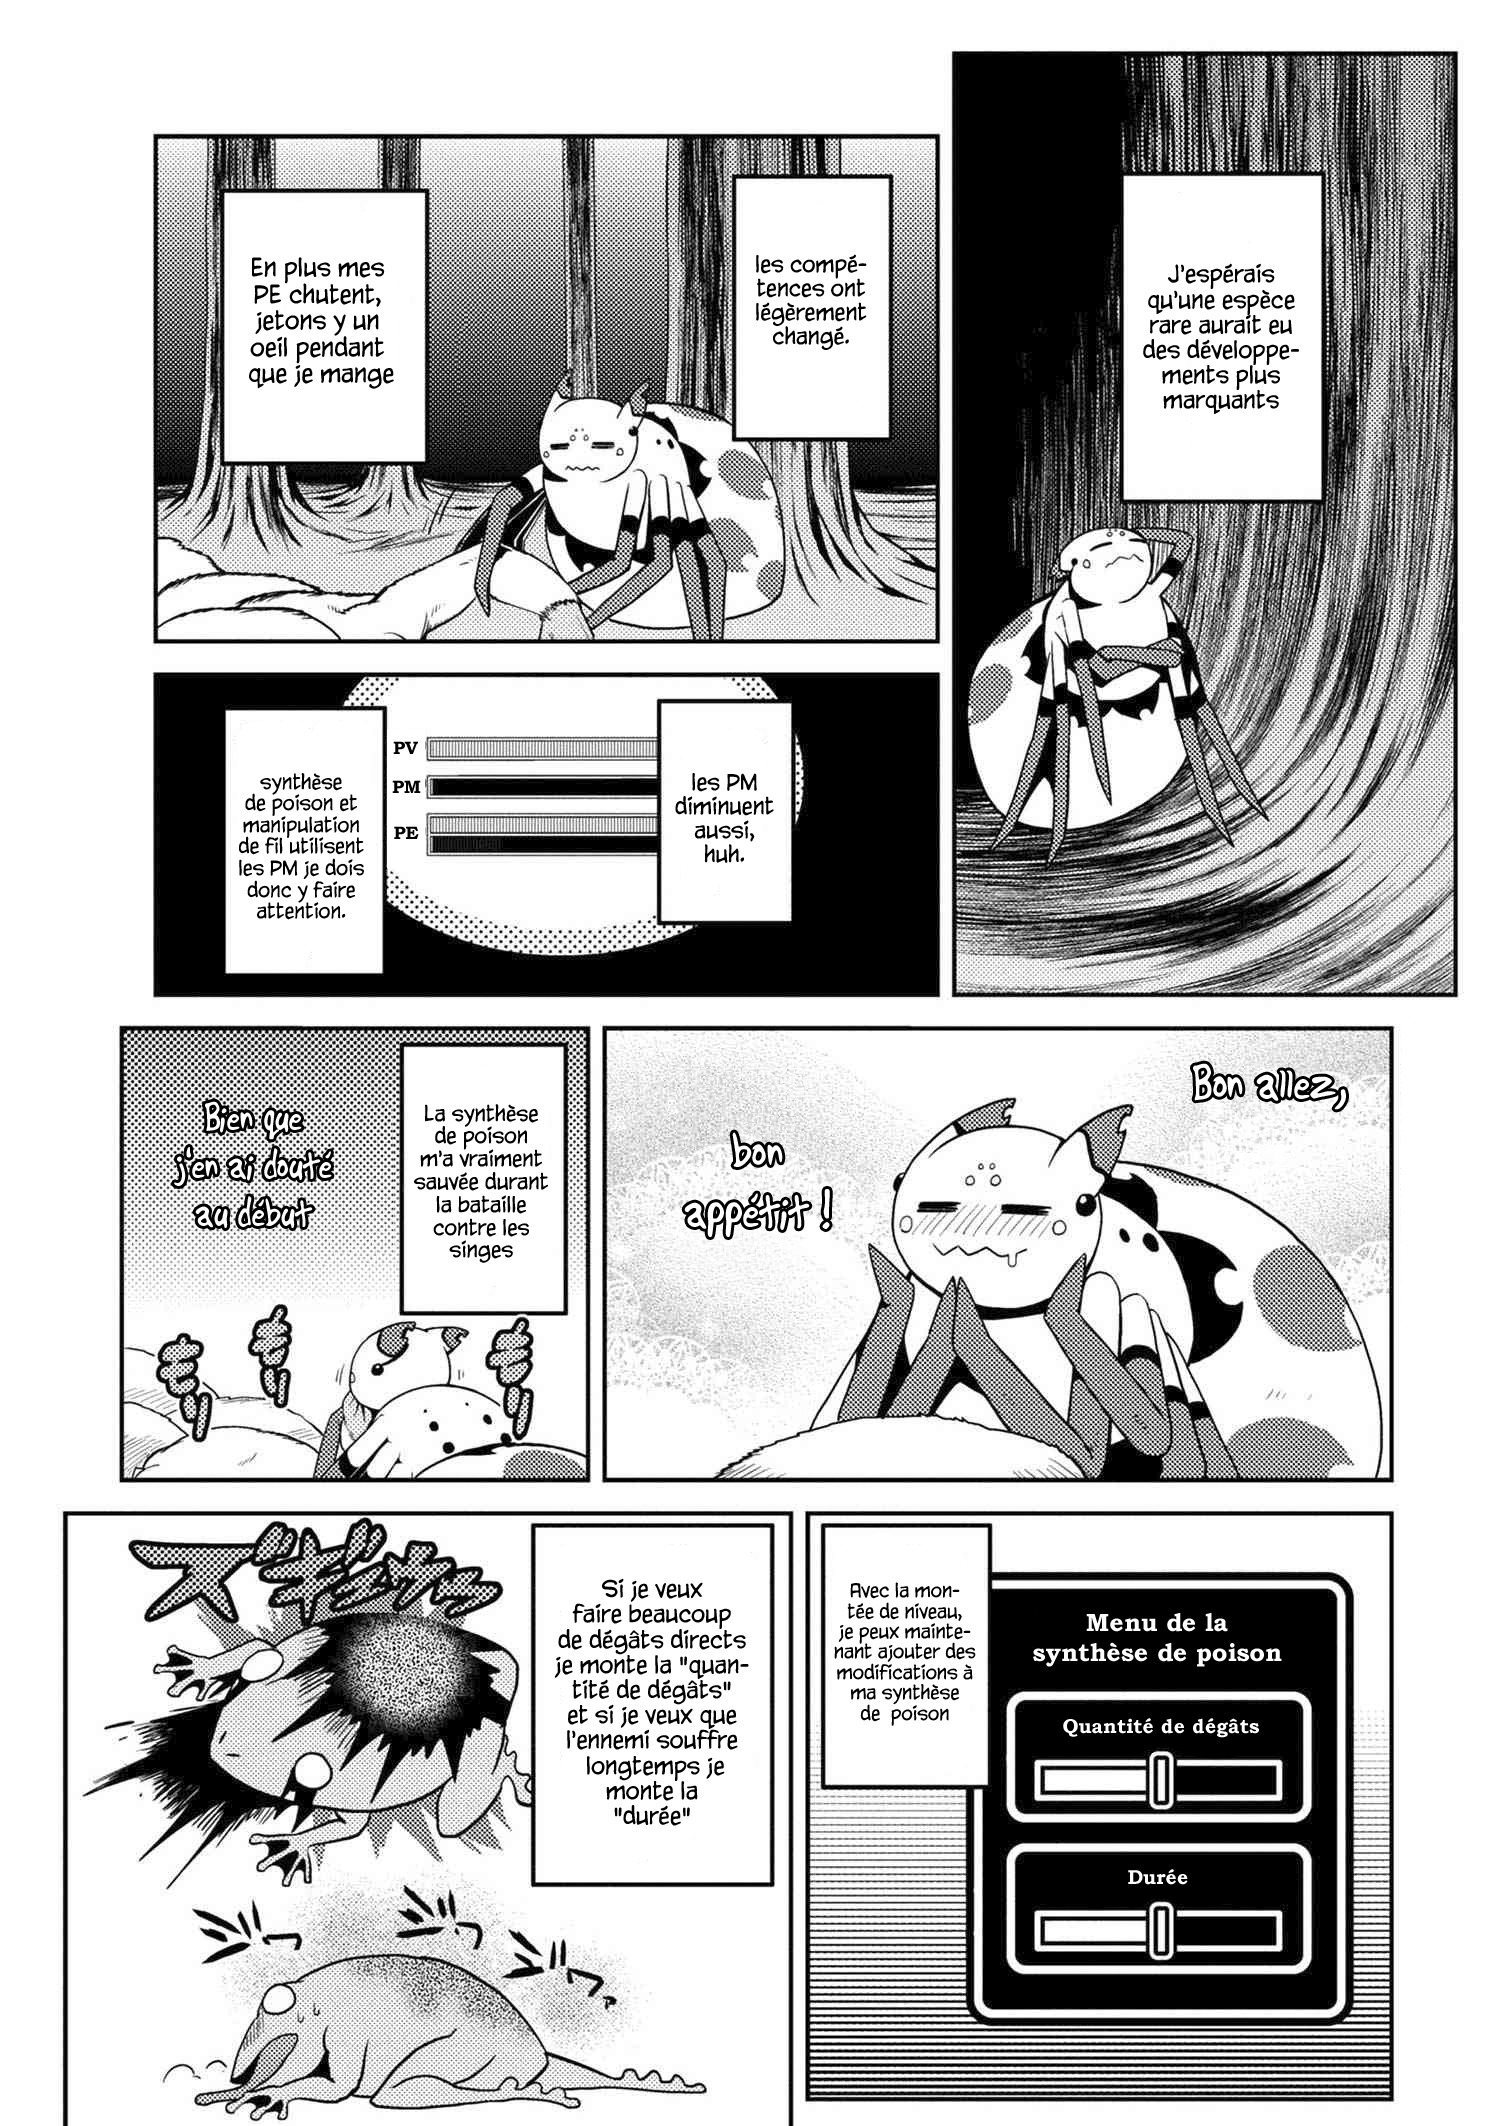 J'espérais
qu'une espèce
rare aurait eu
des développe-
ments plus
marquants
les compé-
tences ont
légèrement
changé.
En plus mes
PE chutent,
jetons y un
oeil pendant
que je mange
les PM
diminuent
aussi,
huh.
PV
PM
PE
synthèse
de poison et
manipulation
de fil utilisent
les PM je dois
donc y faire
attention.
Bon allez,
bon
appétit !
La synthèse
de poison
m'a vraiment
sauvée durant
la bataille
contre les
singes
Bien que
j'en ai douté
au début
Avec la mon-
tée de niveau,
je peux mainte-
nant ajouter des
modifications à
ma synthèse
de poison
Menu de la
synthèse de poison
Quantité de dégâts
Durée
Si je veux
faire beaucoup
de dégâts directs
je monte la "quan-
tité de dégâts"
et si je veux que
l'ennemi souffre
longtemps je
monte la
"durée"